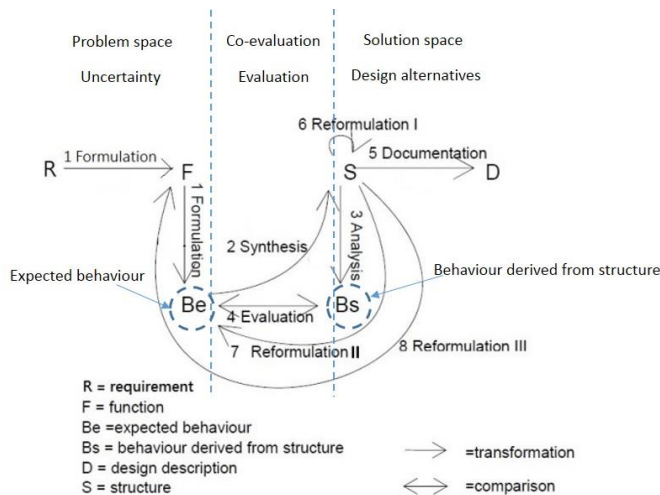 Problem space
Co-evaluation
Solution space
Uncertainty
Evaluation
Design alternatives
6 Reformulation I
R
1 Formulation
F
S
5 Documentation
D
1 Formulation
2 Synthesis
3 Analysis
Expected behaviour
Behaviour derived from structure
Be
4 Evaluation
Bs
7 Reformulation II
8 Reformulation III
R = requirement
F = function
Be =expected behaviour
Bs = behaviour derived from structure
D = design description
S = structure
=transformation
=comparison